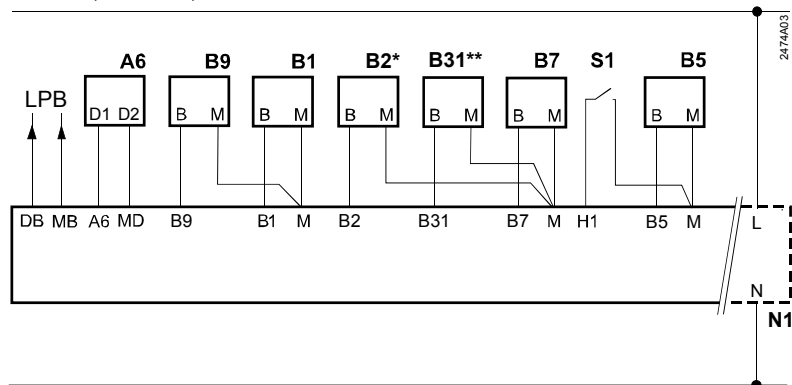 2474A03
A6 B9 B1 B2* B31** B7 S1 B5
LPB
D1 D2 B M B M B M B M B M B M
DB MB A6 MD B9 B1 M B2 B31 B7 M H1 B5 M L
N
N1